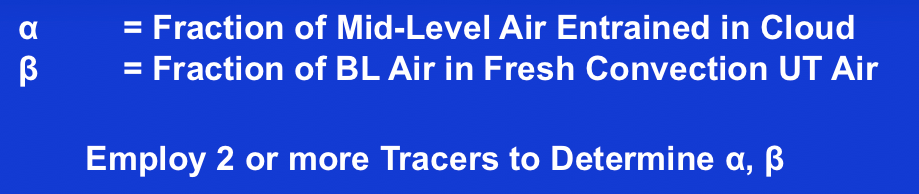 α = Fraction of Mid-Level Air Entrained in Cloud
β = Fraction of BL Air in Fresh Convection UT Air
Employ 2 or more Tracers to Determine α, β